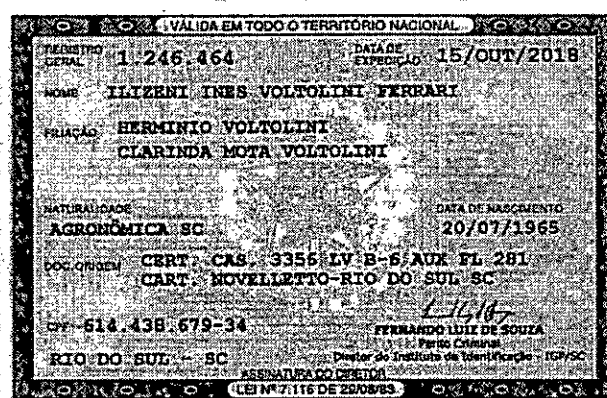 VÁLIDA EM TODO O TERRITÓRIO NACIONAL
REGISTRO GERAL 1.246.464 DATA DE EXPEDIÇÃO 15/OUT/2018
NOME ILIZENI INES VOLTOLINI FERRARI
FILIAÇÃO HERMINIO VOLTOLINI
CLARINDA MOTA VOLTOLINI
NATURALIDADE DATA DE NASCIMENTO
AGRONÔMICA SC 20/07/1965
DOC. ORIGEM CERT. CAS. 3356 LV B-6 AUX FL 281
CART. NOVELLETTO-RIO DO SUL SC
CPF 614.438.679-34
FERNANDO LUIZ DE SOUZA
Perito Criminal
RIO DO SUL - SC Diretor do Instituto de Identificação - IGP/SC
ASSINATURA DO DIRETOR
LEI Nº 7.116 DE 29/08/83